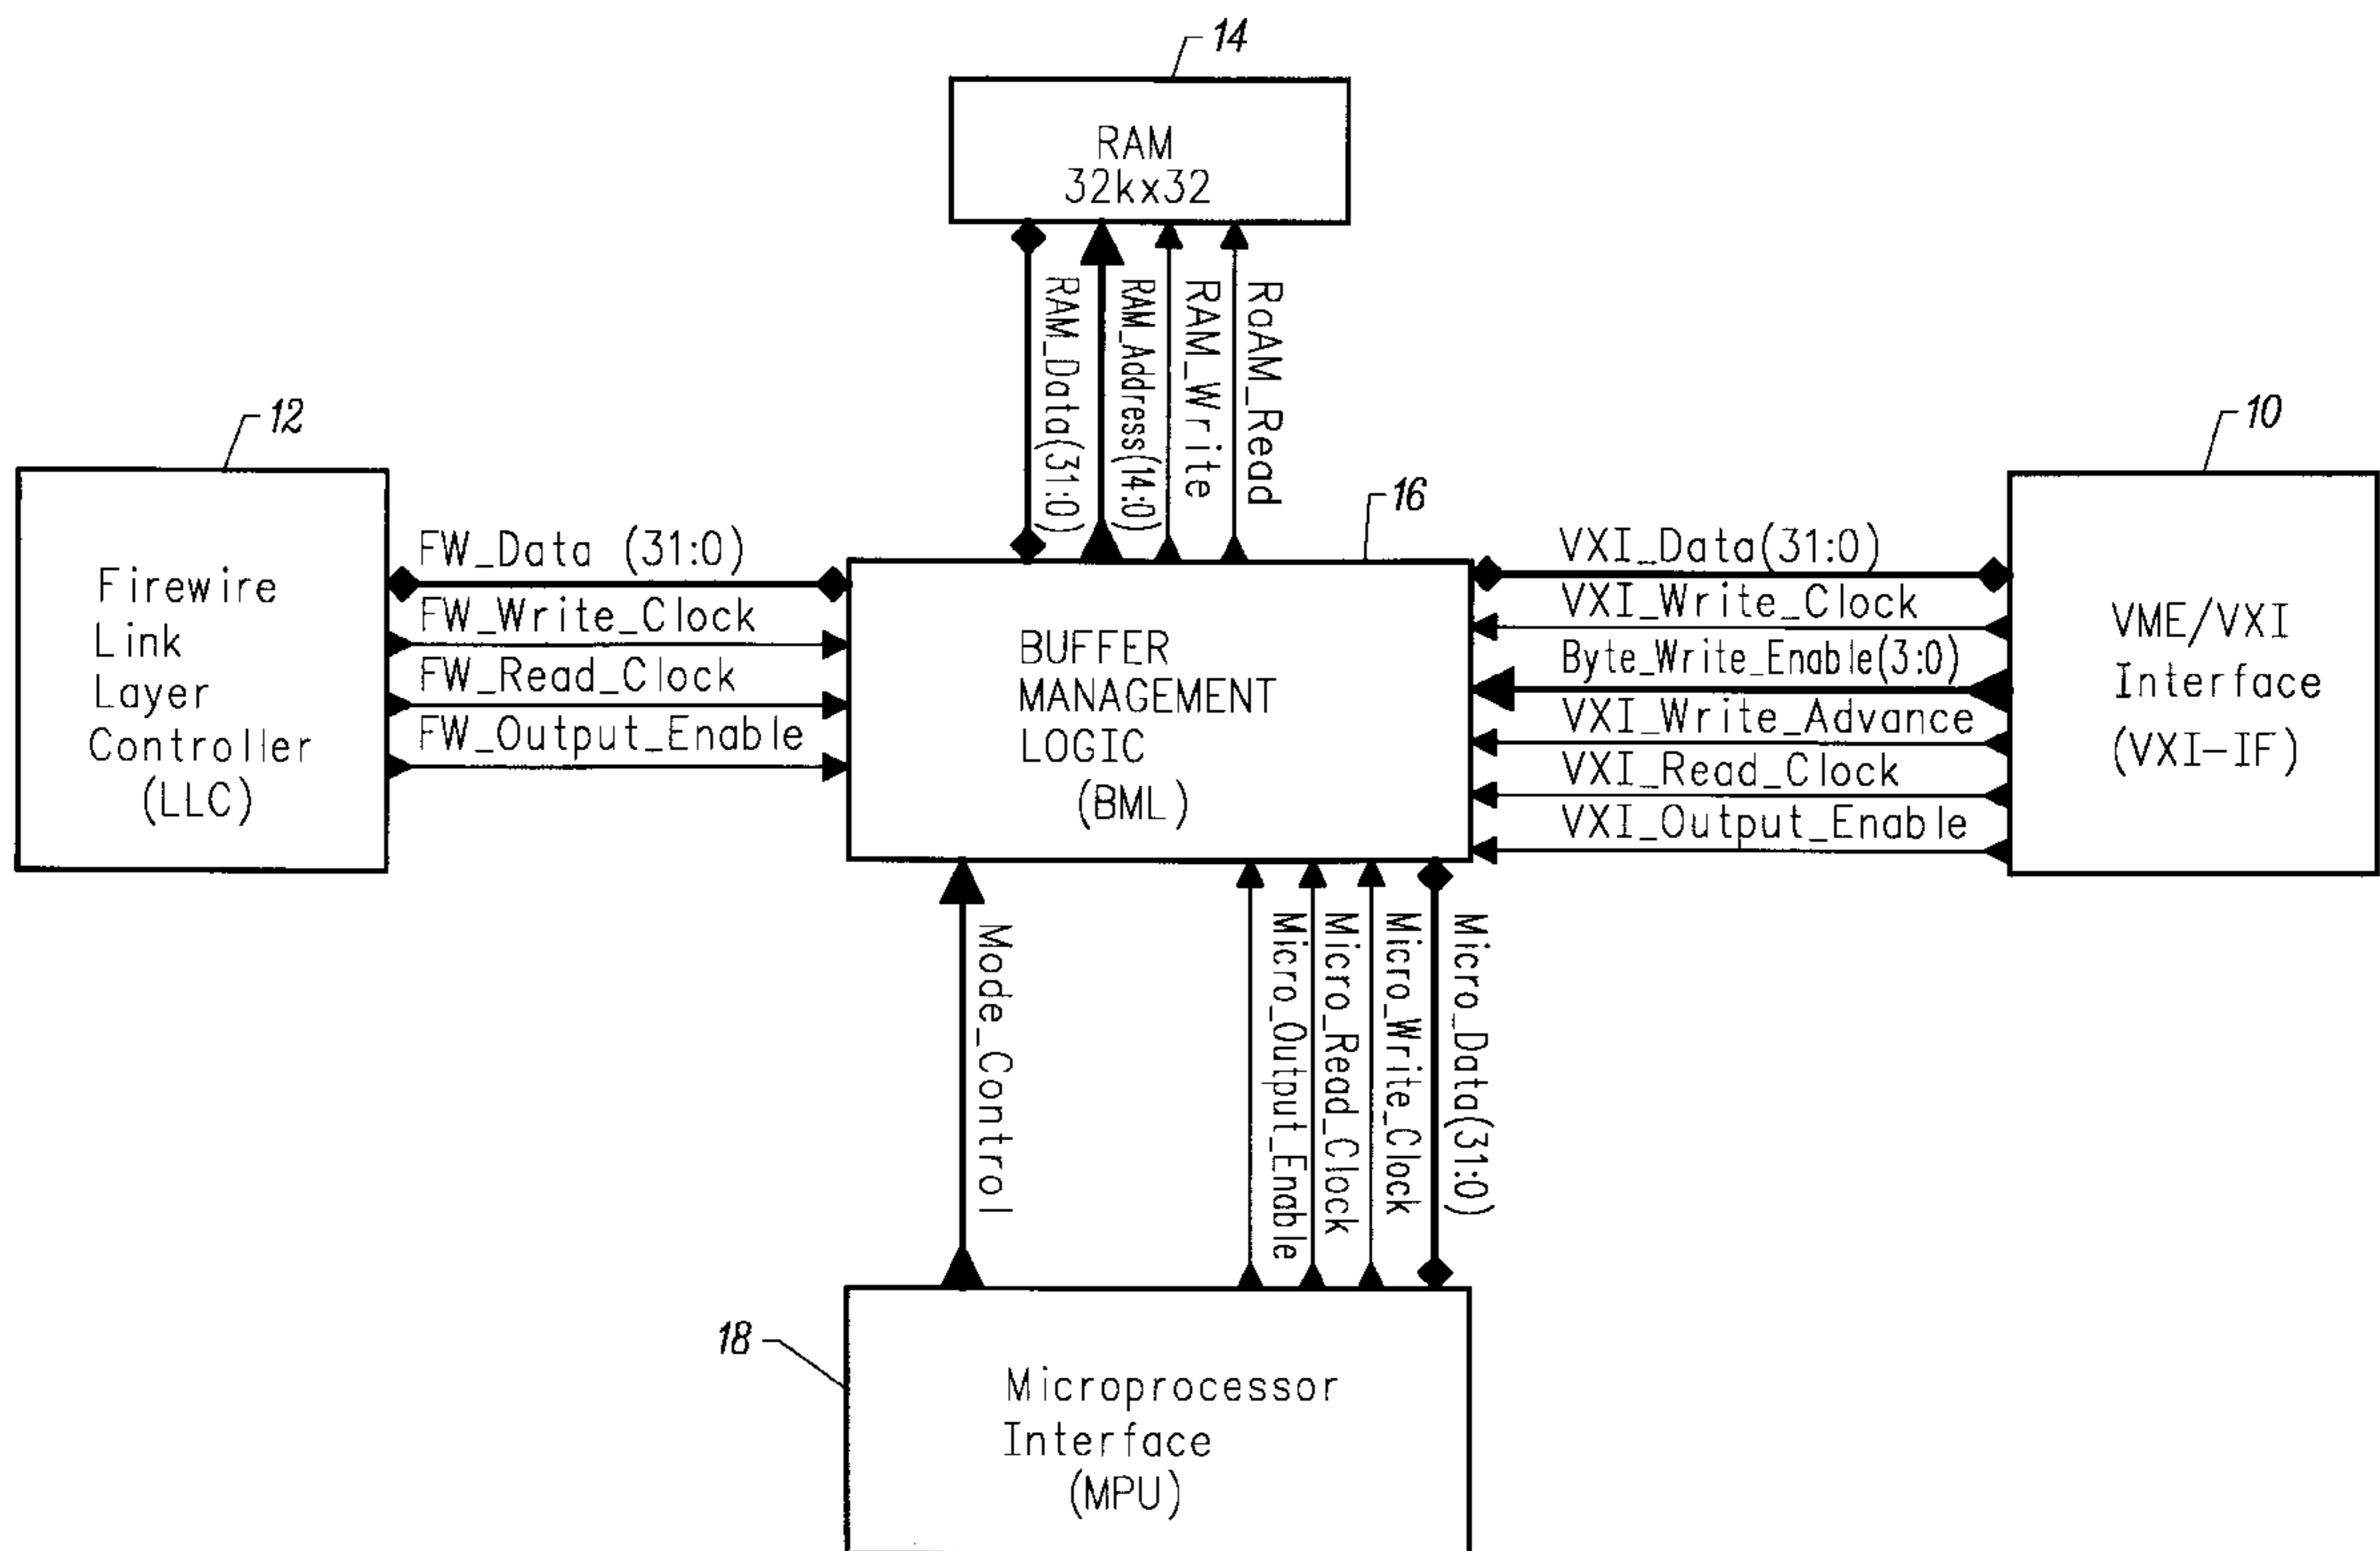 14
RAM
32kx32
RAM_Data(31:0)
RAM_Address(14:0)
RAM_Write
RaAM_Read
12
Firewire
Link
Layer
Controller
(LLC)
FW_Data (31:0)
FW_Write_Clock
FW_Read_Clock
FW_Output_Enable
16
BUFFER
MANAGEMENT
LOGIC
(BML)
VXI_Data(31:0)
VXI_Write_Clock
Byte_Write_Enable(3:0)
VXI_Write_Advance
VXI_Read_Clock
VXI_Output_Enable
10
VME/VXI
Interface
(VXI-IF)
Mode_Control
Micro_Output_Enable
Micro_Read_Clock
Micro_Write_Clock
Micro_Data(31:0)
18
Microprocessor
Interface
(MPU)